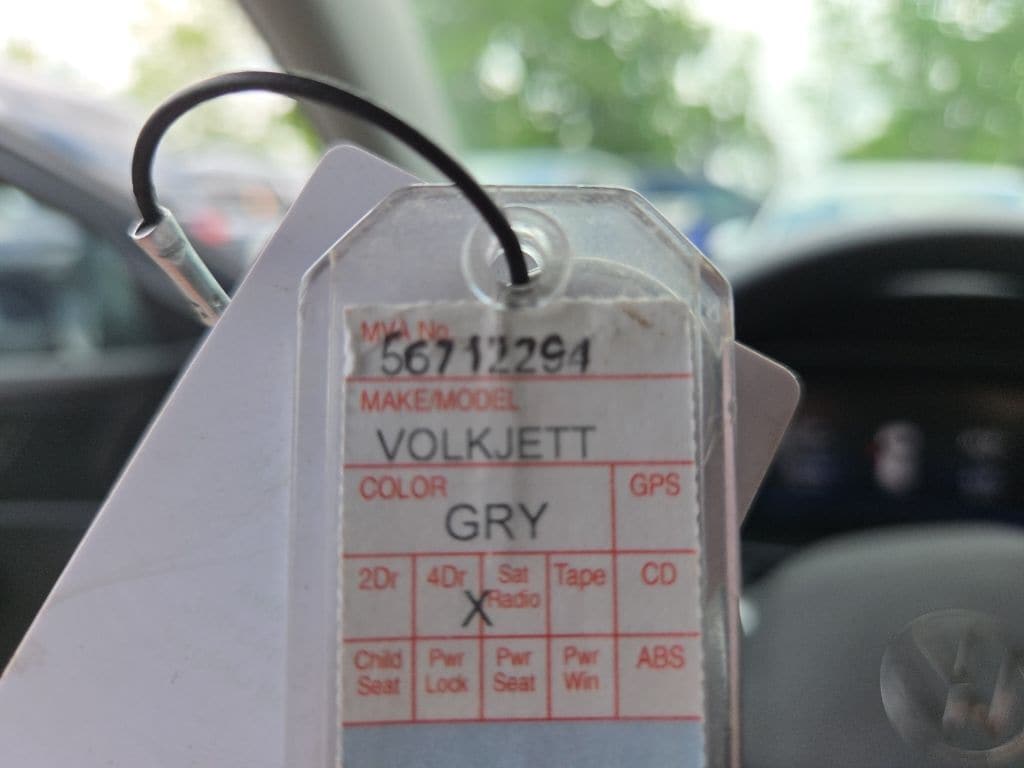 MVA No.
56712294
MAKE/MODEL
VOLKJETT
COLOR GPS
GRY
2Dr 4Dr Sat Radio Tape CD
X
Child Seat Pwr Lock Pwr Seat Pwr Win ABS